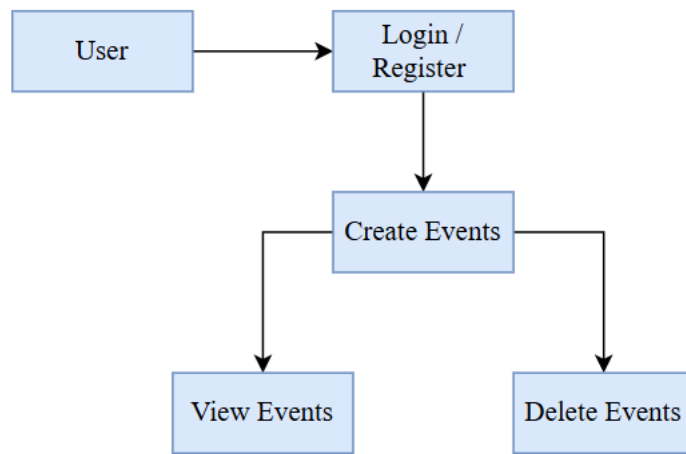 User
Login /
Register
Create Events
View Events
Delete Events